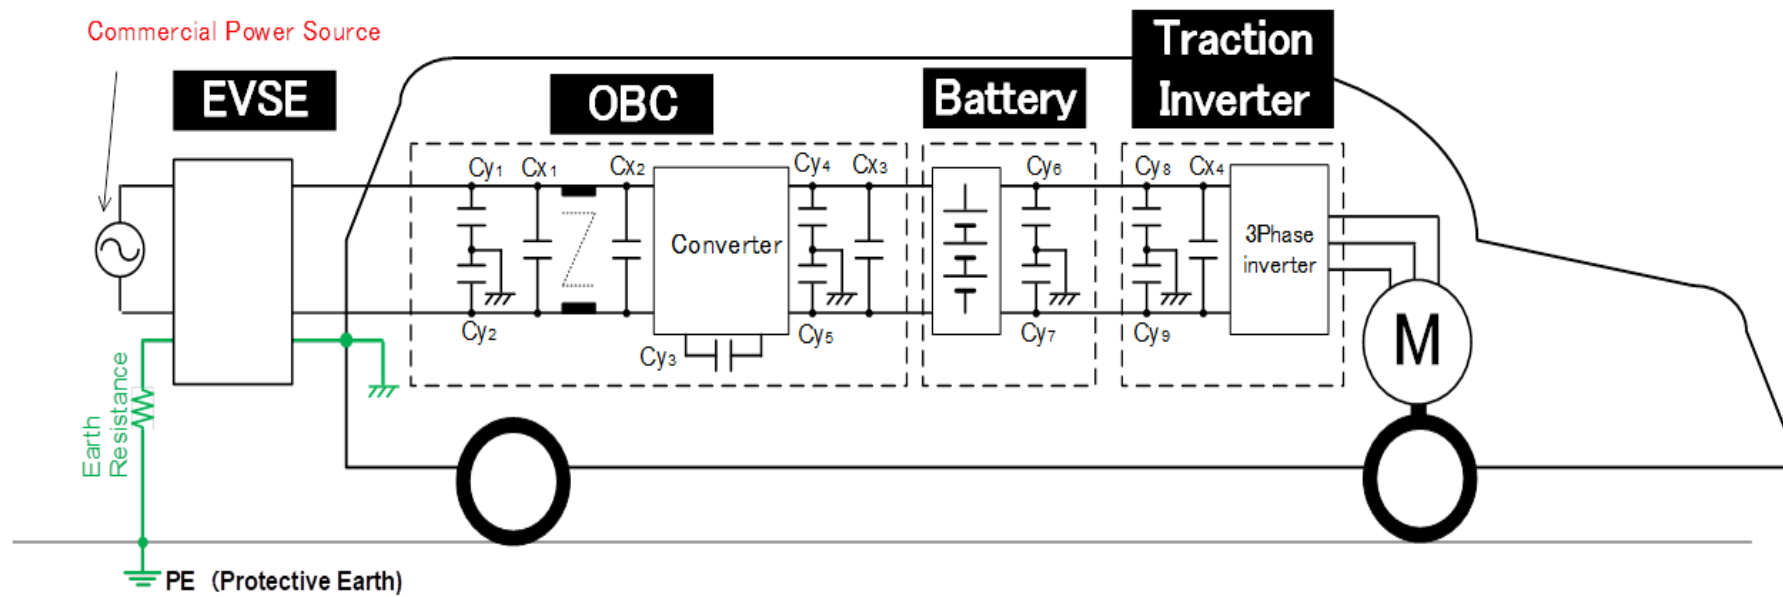 Commercial Power Source
EVSE
OBC
Battery
Traction
Inverter
Cy1
Cx1
Cx2
Cy4
Cx3
Cy6
Cy8
Cx4
Converter
3Phase
inverter
Cy2
Cy3
Cy5
Cy7
Cy9
M
Earth
Resistance
PE (Protective Earth)